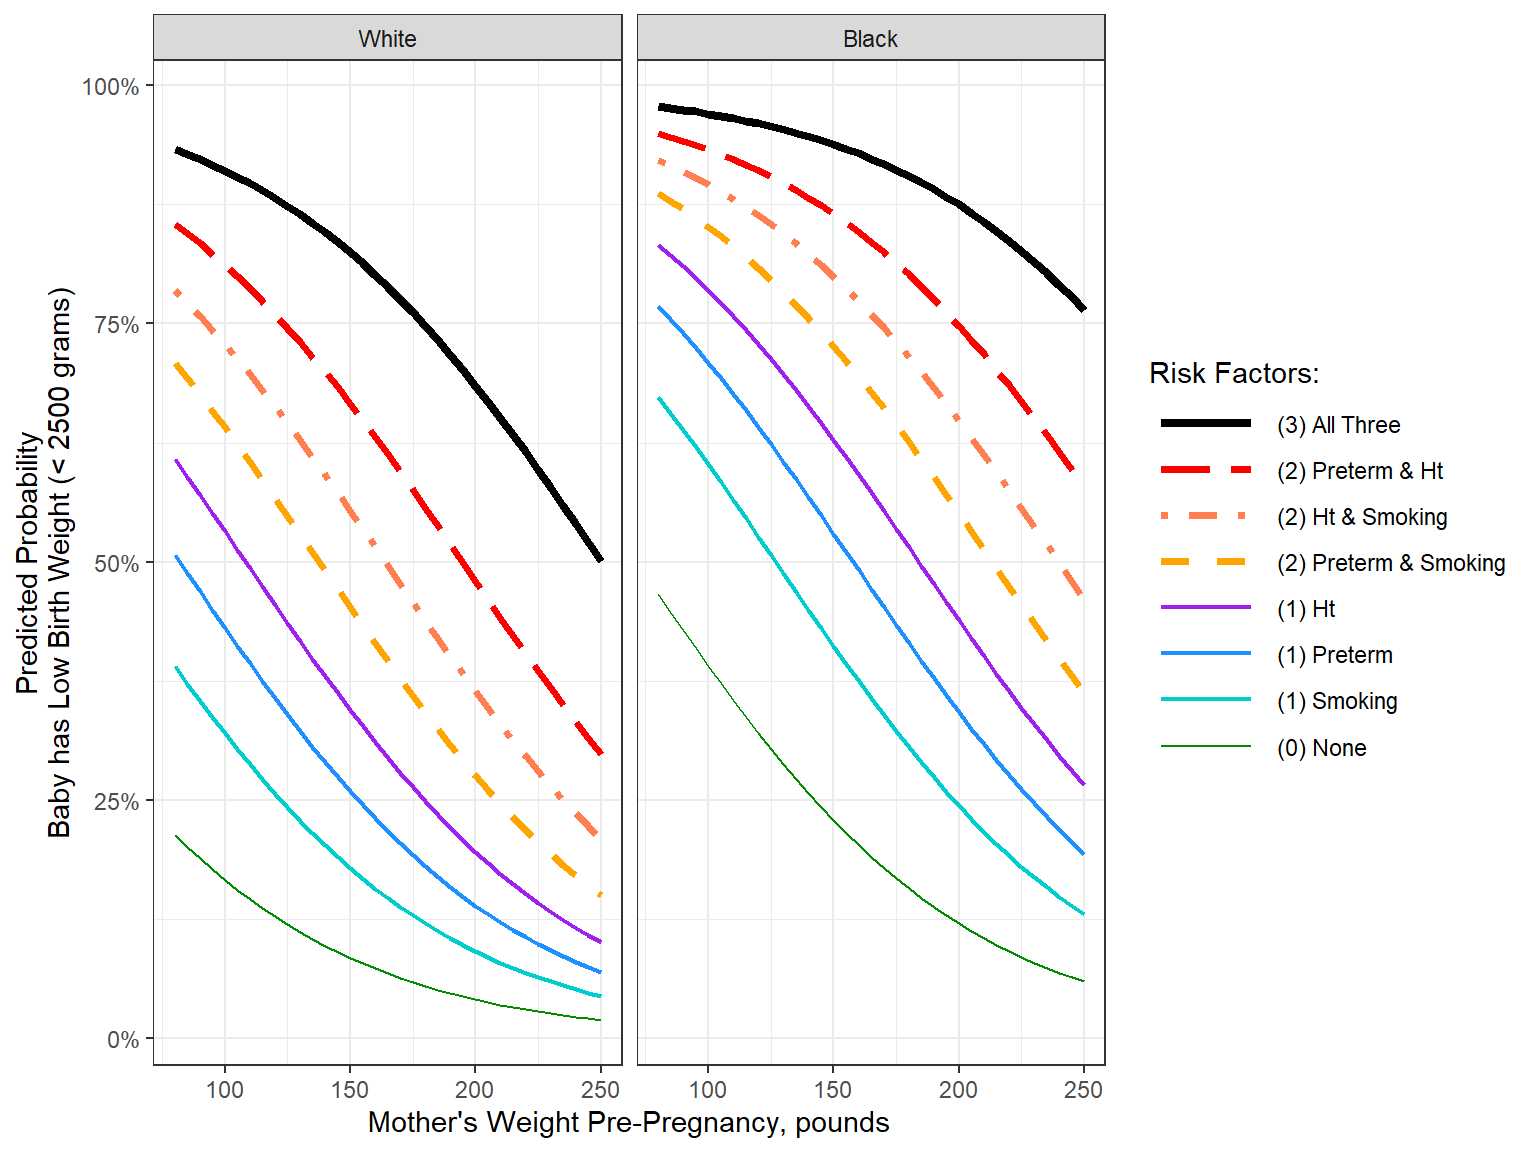 White
Black
Predicted Probability
Baby has Low Birth Weight (< 2500 grams)
100%
75%
50%
25%
0%
100
150
200
250
100
150
200
250
Mother's Weight Pre-Pregnancy, pounds
Risk Factors:
(3) All Three
(2) Preterm & Ht
(2) Ht & Smoking
(2) Preterm & Smoking
(1) Ht
(1) Preterm
(1) Smoking
(0) None